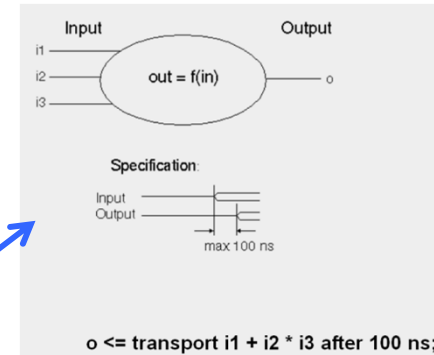 Input Output
i1
i2
i3
out = f(in)
o
Specification:
Input
Output
max 100 ns
o <= transport i1 + i2 * i3 after 100 ns;